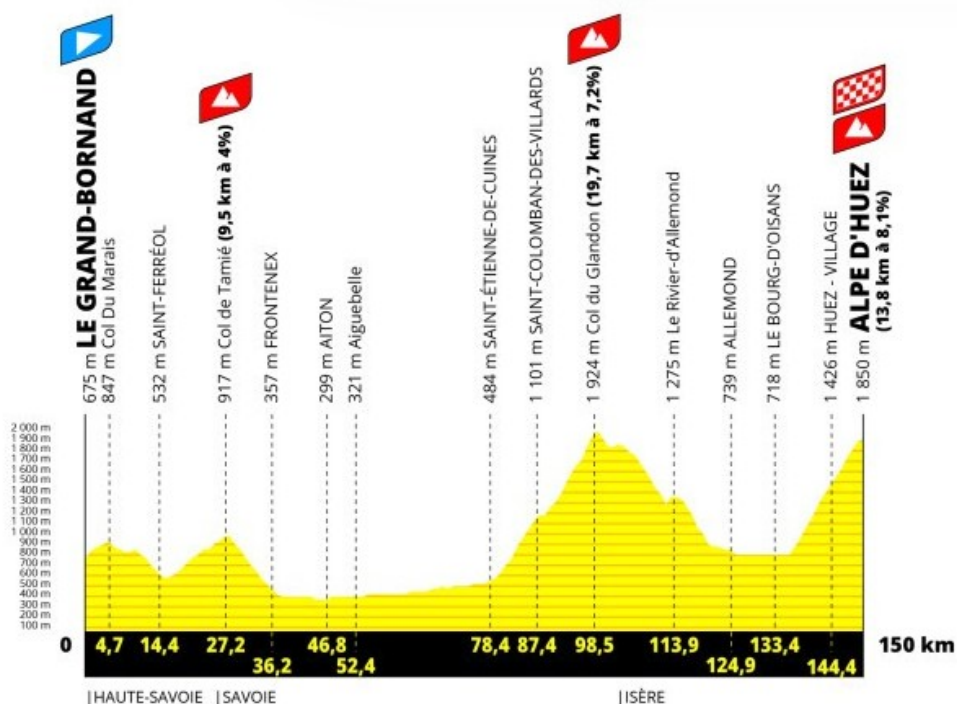 675 m LE GRAND-BORNAND
847 m Col Du Marais
532 m SAINT-FERRÉOL
917 m Col de Tamié (9,5 km à 4%)
357 m FRONTENEX
299 m AITON
321 m Aiguebelle
484 m SAINT-ÉTIENNE-DE-CUINES
1 101 m SAINT-COLOMBAN-DES-VILLARDS
1 924 m Col du Glandon (19,7 km à 7,2%)
1 275 m Le Rivier-d'Allemond
739 m ALLEMOND
718 m LE BOURG-D'OISANS
1 426 m HUEZ - VILLAGE
1 850 m ALPE D'HUEZ
(13,8 km à 8,1%)
2 000 m
1 900 m
1 800 m
1 700 m
1 600 m
1 500 m
1 400 m
1 300 m
1 200 m
1 100 m
1 000 m
900 m
800 m
700 m
600 m
500 m
400 m
300 m
200 m
100 m
0 4,7 14,4 27,2 46,8 78,4 87,4 98,5 113,9 133,4 150 km
36,2 52,4 124,9 144,4
|HAUTE-SAVOIE |SAVOIE |ISÈRE